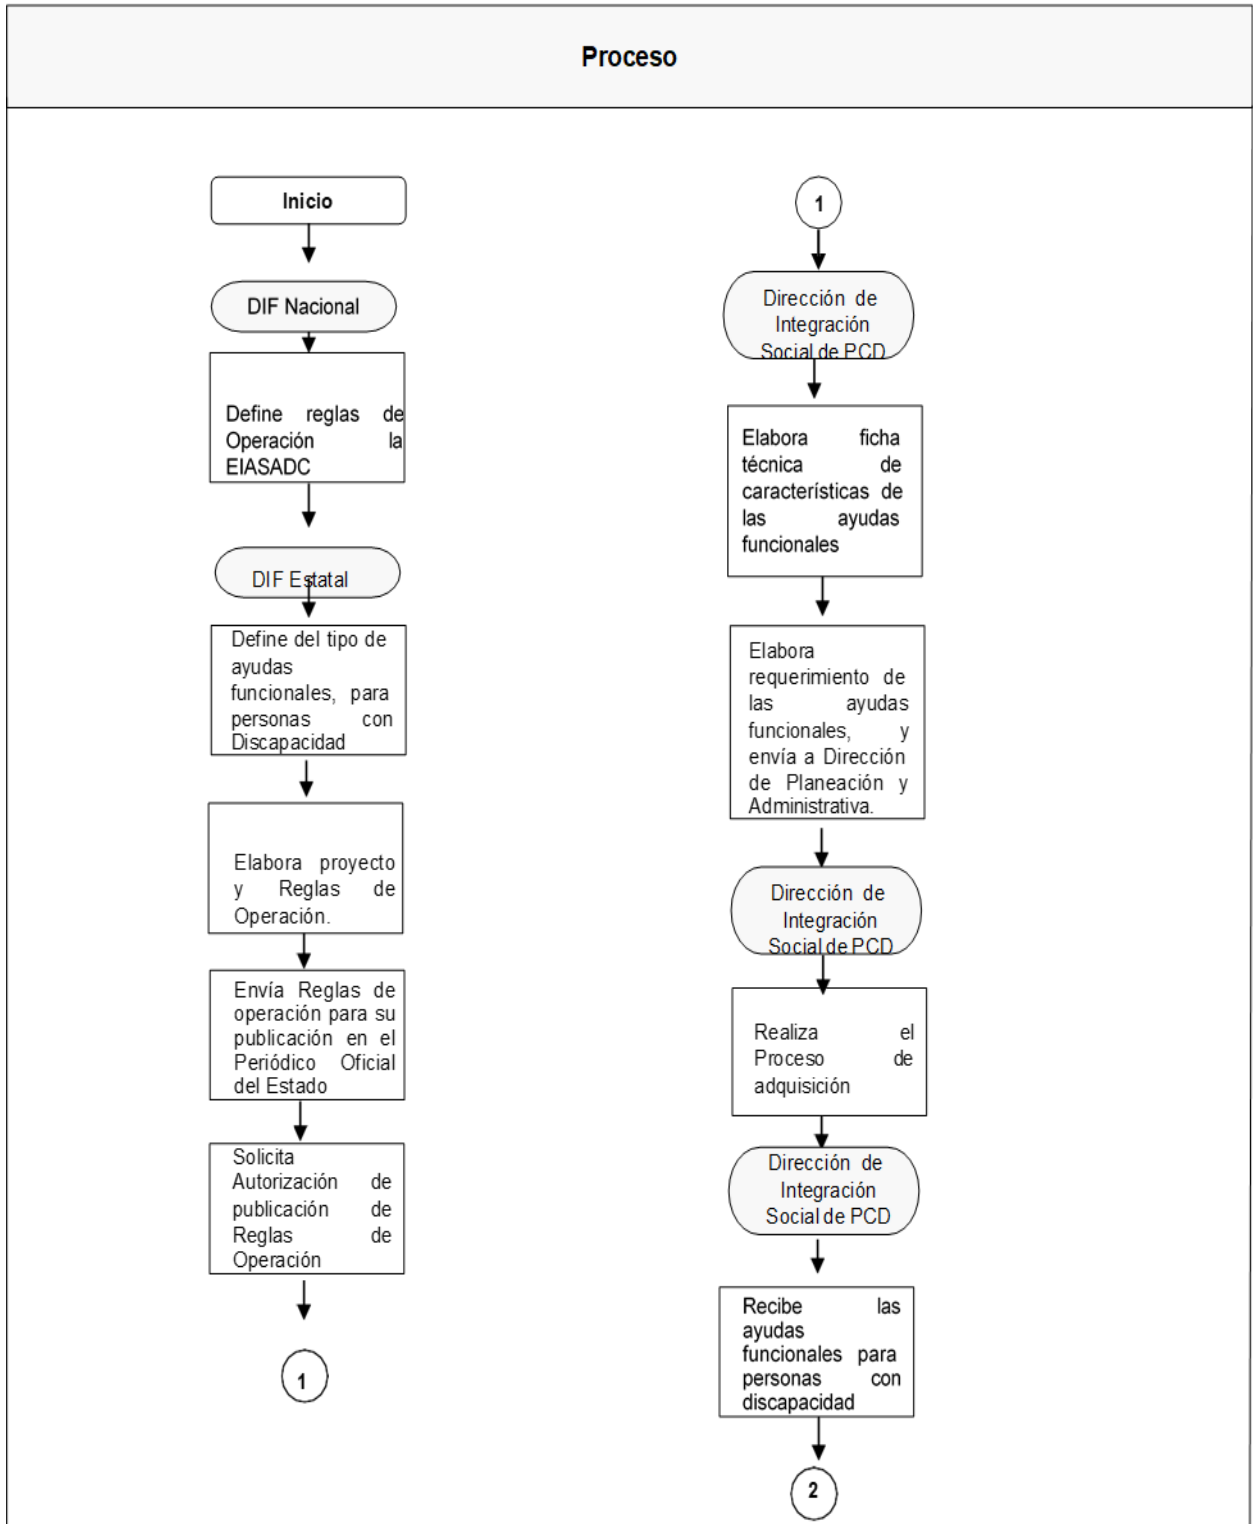 Proceso
Inicio
DIF Nacional
Define reglas de
Operación la
EIASADC
DIF Estatal
Define del tipo de
ayudas
funcionales, para
personas con
Discapacidad
Elabora proyecto
y Reglas de
Operación.
Envía Reglas de
operación para su
publicación en el
Periódico Oficial
del Estado
Solicita
Autorización de
publicación de
Reglas de
Operación
1
1
Dirección de
Integración
Social de PCD
Elabora ficha
técnica de
características de
las ayudas
funcionales
Elabora
requerimiento de
las ayudas
funcionales, y
envía a Dirección
de Planeación y
Administrativa.
Dirección de
Integración
Social de PCD
Realiza el
Proceso de
adquisición
Dirección de
Integración
Social de PCD
Recibe las
ayudas
funcionales para
personas con
discapacidad
2